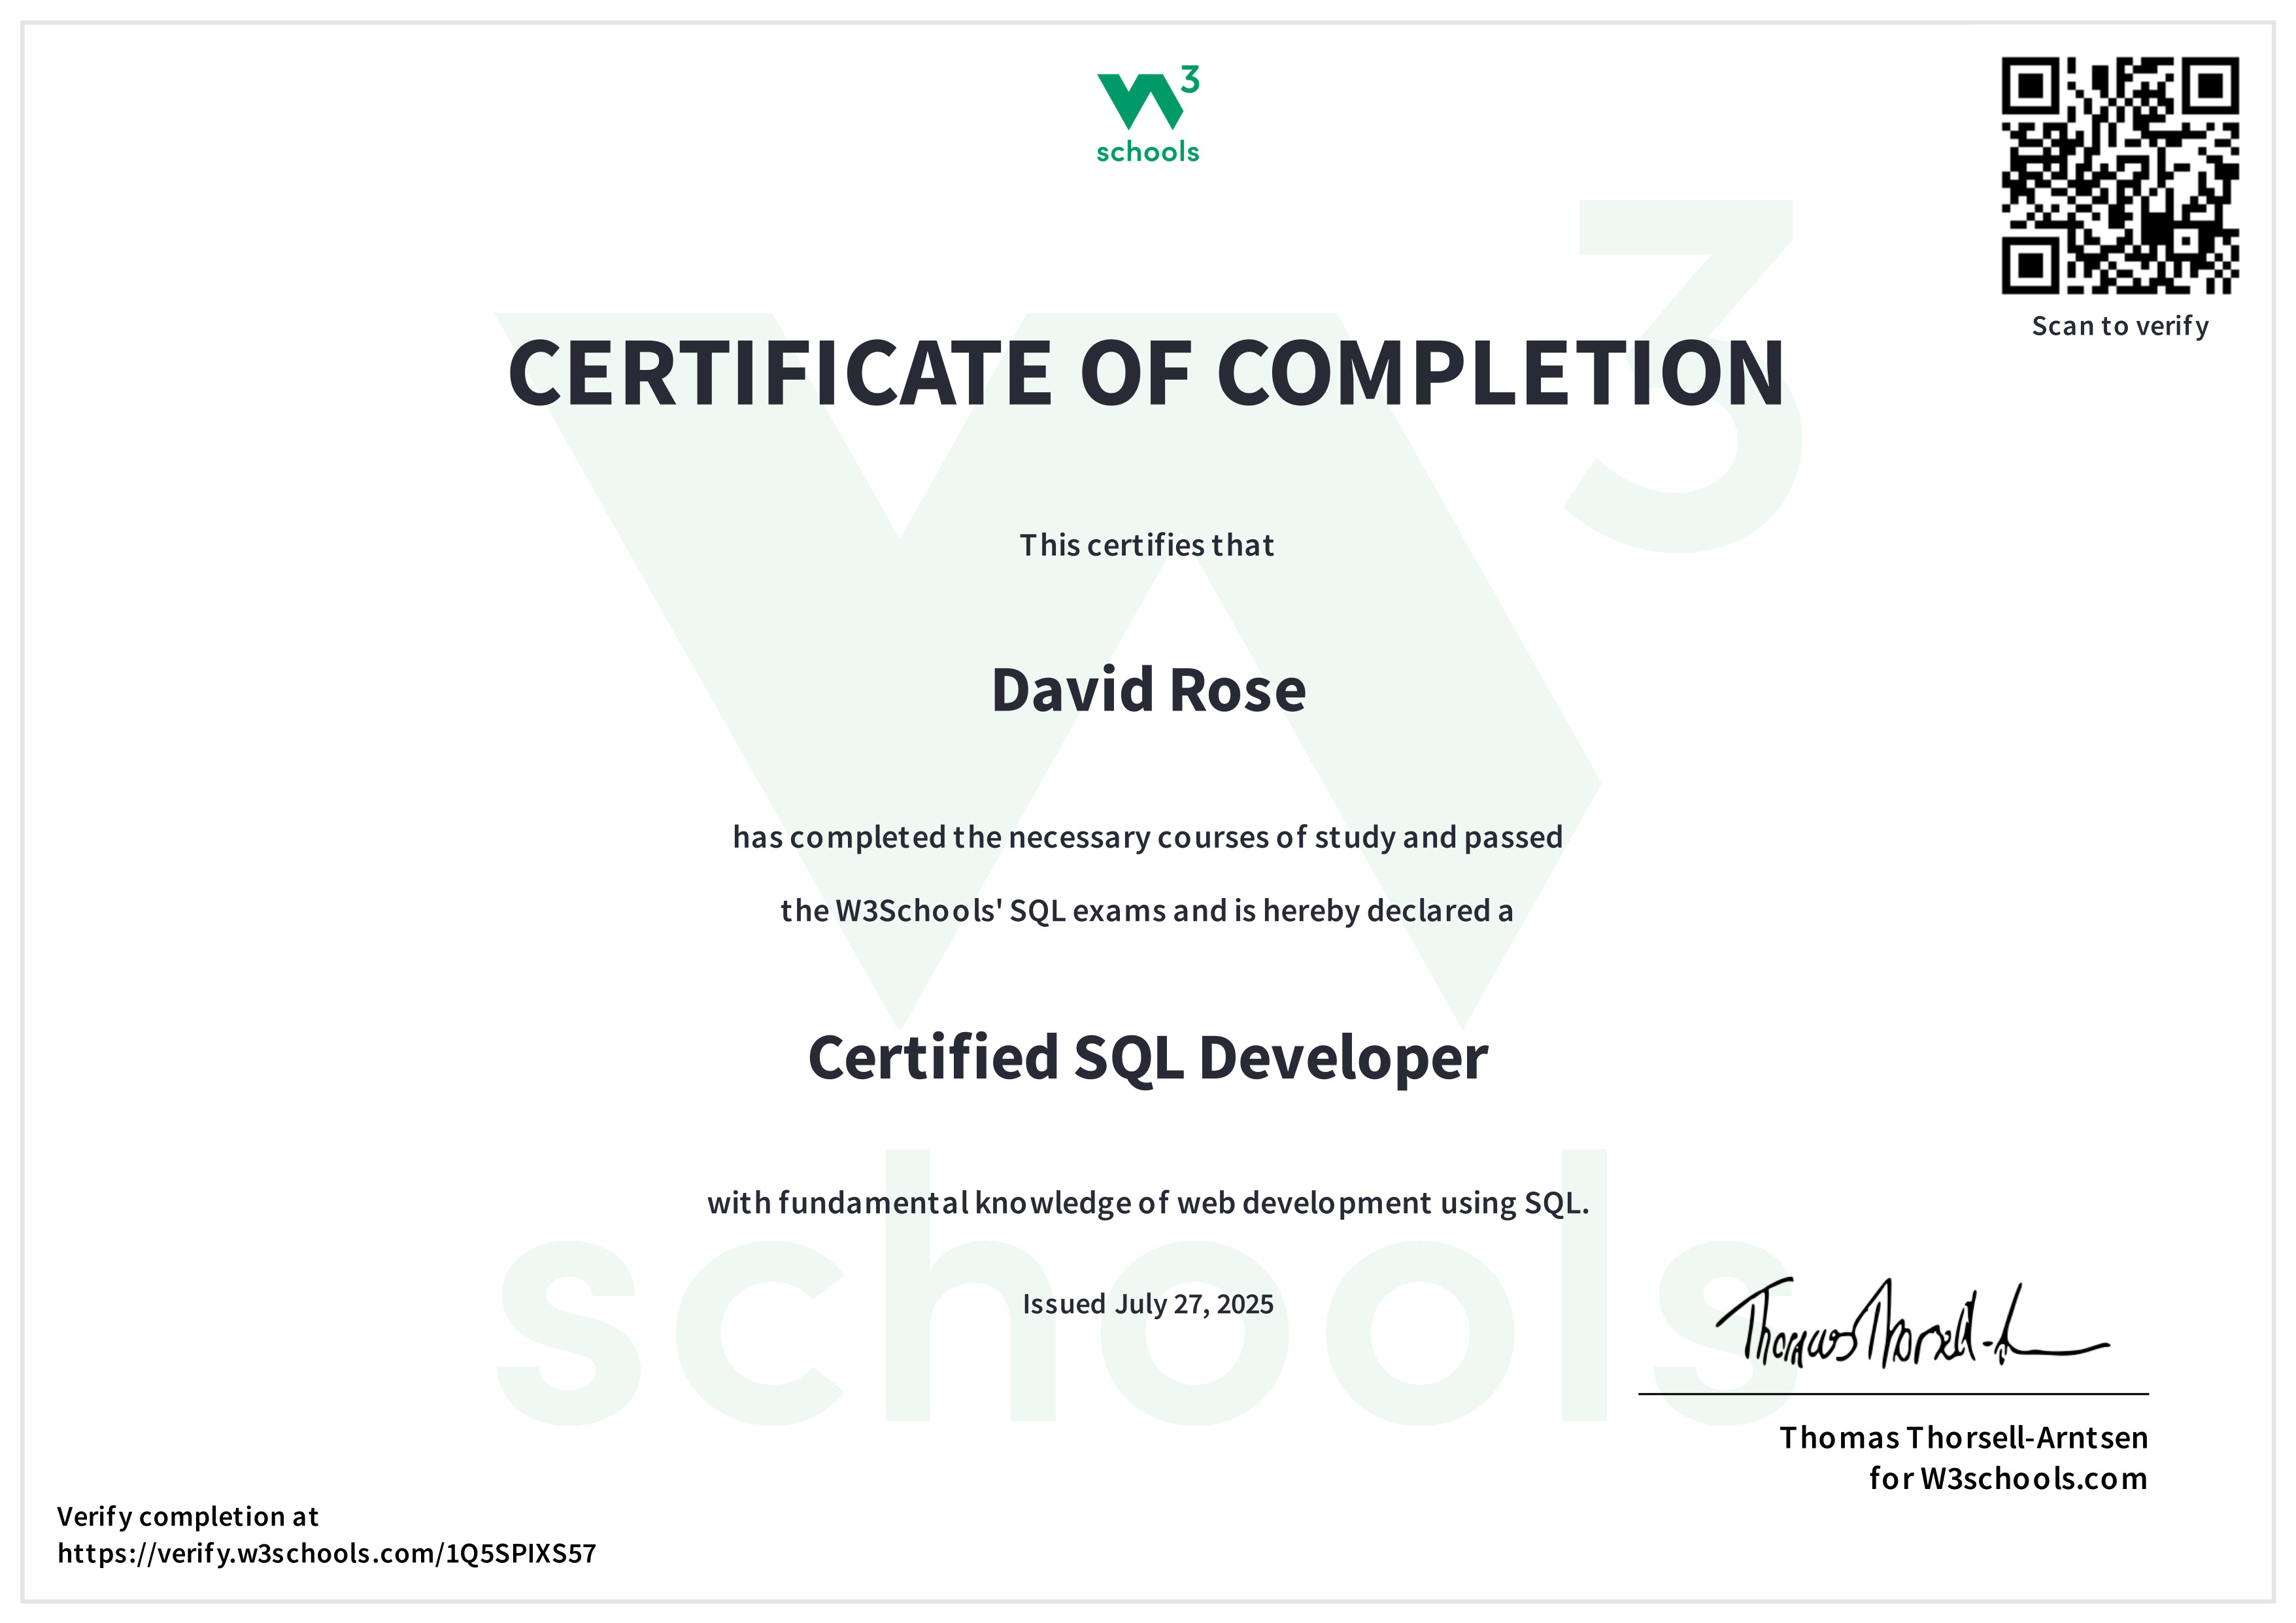 w3
schools
Scan to verify
CERTIFICATE OF COMPLETION
This certifies that
David Rose
has completed the necessary courses of study and passed
the W3Schools' SQL exams and is hereby declared a
Certified SQL Developer
with fundamental knowledge of web development using SQL.
Issued July 27, 2025
Thomas Thorsell-Arntsen
for W3schools.com
Verify completion at
https://verify.w3schools.com/1Q5SPIXS57